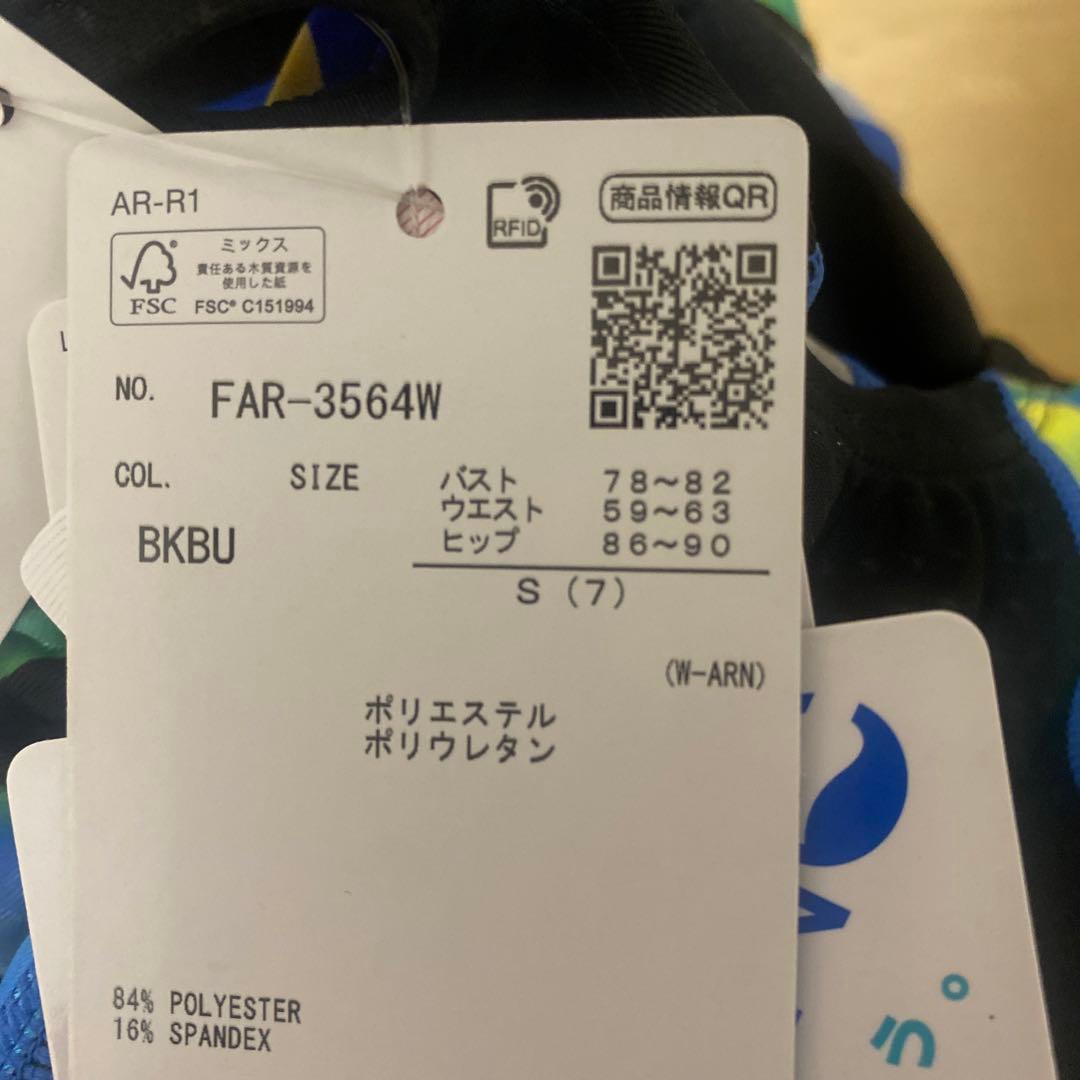 AR-R1
RFID
商品情報QR
ミックス
責任ある木質資源を
使用した紙
FSC
FSC® C151994
NO. FAR-3564W
COL. SIZE
バスト 78~82
ウエスト 59~63
ヒップ 86~90
BKBU
S (7)
(W-ARN)
ポリエステル
ポリウレタン
84% POLYESTER
16% SPANDEX